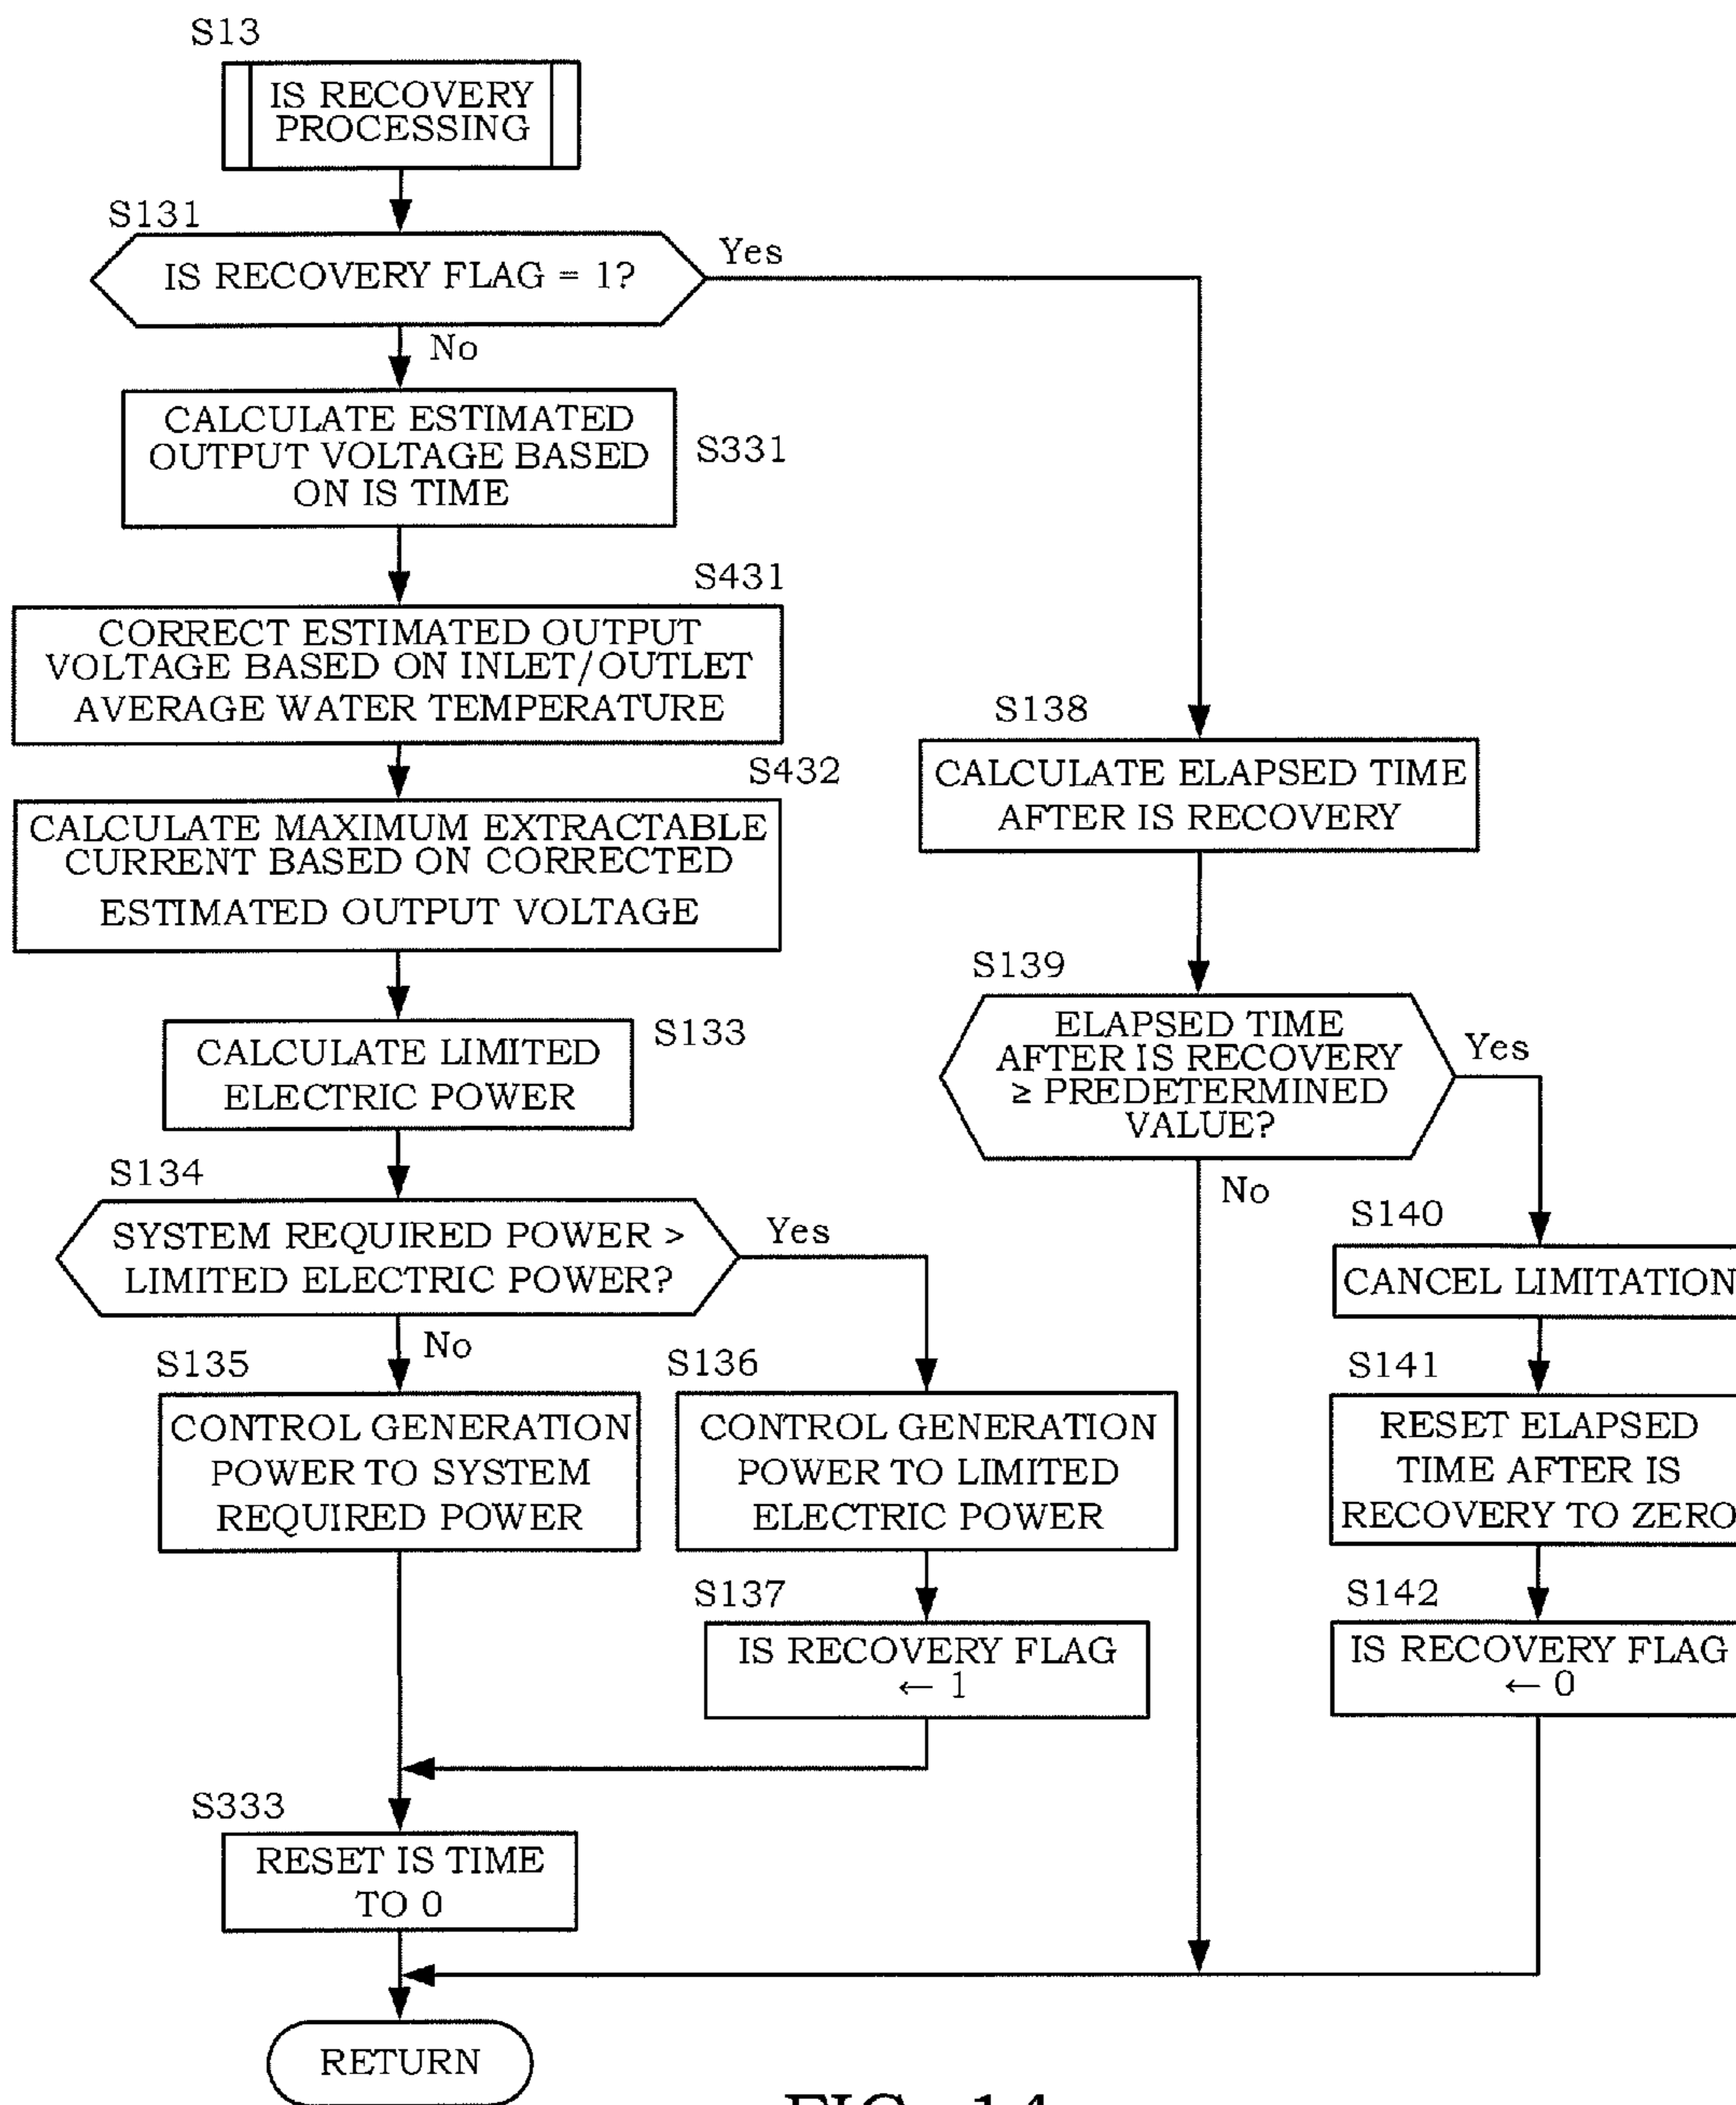 S13
IS RECOVERY
PROCESSING
S131
IS RECOVERY FLAG = 1?
Yes
No
CALCULATE ESTIMATED
OUTPUT VOLTAGE BASED
ON IS TIME
S331
S431
CORRECT ESTIMATED OUTPUT
VOLTAGE BASED ON INLET/OUTLET
AVERAGE WATER TEMPERATURE
S432
CALCULATE MAXIMUM EXTRACTABLE
CURRENT BASED ON CORRECTED
ESTIMATED OUTPUT VOLTAGE
S133
CALCULATE LIMITED
ELECTRIC POWER
S134
SYSTEM REQUIRED POWER >
LIMITED ELECTRIC POWER?
Yes
No
S135
CONTROL GENERATION
POWER TO SYSTEM
REQUIRED POWER
S136
CONTROL GENERATION
POWER TO LIMITED
ELECTRIC POWER
S137
IS RECOVERY FLAG
← 1
S333
RESET IS TIME
TO 0
RETURN
S138
CALCULATE ELAPSED TIME
AFTER IS RECOVERY
S139
ELAPSED TIME
AFTER IS RECOVERY
≥ PREDETERMINED
VALUE?
Yes
No
S140
CANCEL LIMITATION
S141
RESET ELAPSED
TIME AFTER IS
RECOVERY TO ZERO
S142
IS RECOVERY FLAG
← 0
FIG. 14